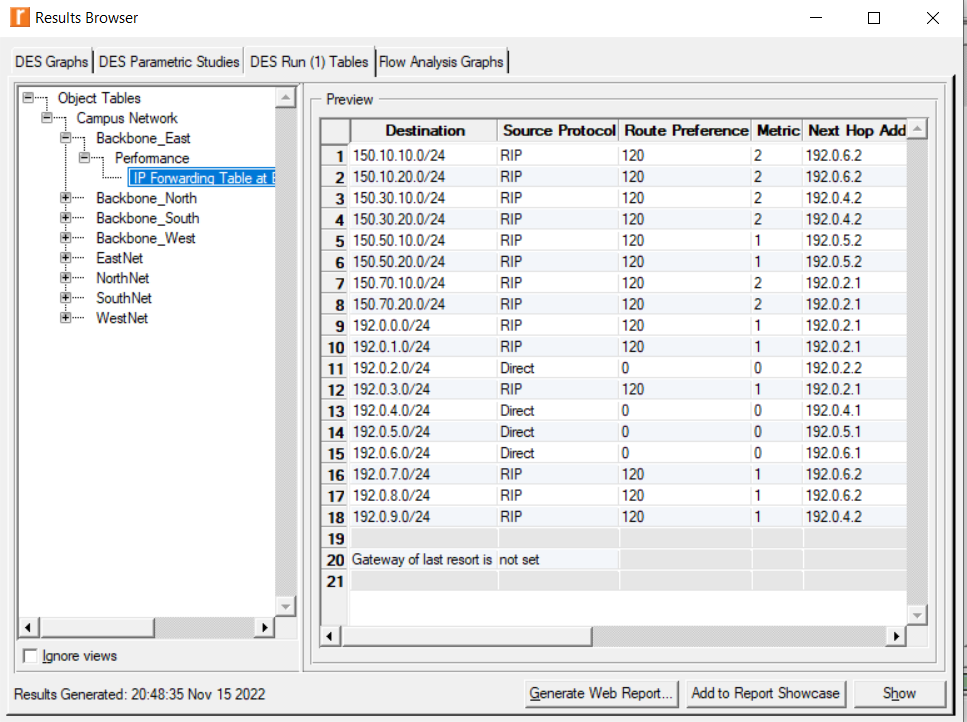 Results Browser
DES Graphs DES Parametric Studies DES Run (1) Tables Flow Analysis Graphs
Object Tables
Campus Network
Backbone_East
Performance
IP Forwarding Table at
Backbone_North
Backbone_South
Backbone_West
EastNet
NorthNet
SouthNet
WestNet
Ignore views
Preview
Destination Source Protocol Route Preference Metric Next Hop Add
1 150.10.10.0/24 RIP 120 2 192.0.6.2
2 150.10.20.0/24 RIP 120 2 192.0.6.2
3 150.30.10.0/24 RIP 120 2 192.0.4.2
4 150.30.20.0/24 RIP 120 2 192.0.4.2
5 150.50.10.0/24 RIP 120 1 192.0.5.2
6 150.50.20.0/24 RIP 120 1 192.0.5.2
7 150.70.10.0/24 RIP 120 2 192.0.2.1
8 150.70.20.0/24 RIP 120 2 192.0.2.1
9 192.0.0.0/24 RIP 120 1 192.0.2.1
10 192.0.1.0/24 RIP 120 1 192.0.2.1
11 192.0.2.0/24 Direct 0 0 192.0.2.2
12 192.0.3.0/24 RIP 120 1 192.0.2.1
13 192.0.4.0/24 Direct 0 0 192.0.4.1
14 192.0.5.0/24 Direct 0 0 192.0.5.1
15 192.0.6.0/24 Direct 0 0 192.0.6.1
16 192.0.7.0/24 RIP 120 1 192.0.6.2
17 192.0.8.0/24 RIP 120 1 192.0.6.2
18 192.0.9.0/24 RIP 120 1 192.0.4.2
19
20 Gateway of last resort is not set
21
Results Generated: 20:48:35 Nov 15 2022
Generate Web Report... Add to Report Showcase Show